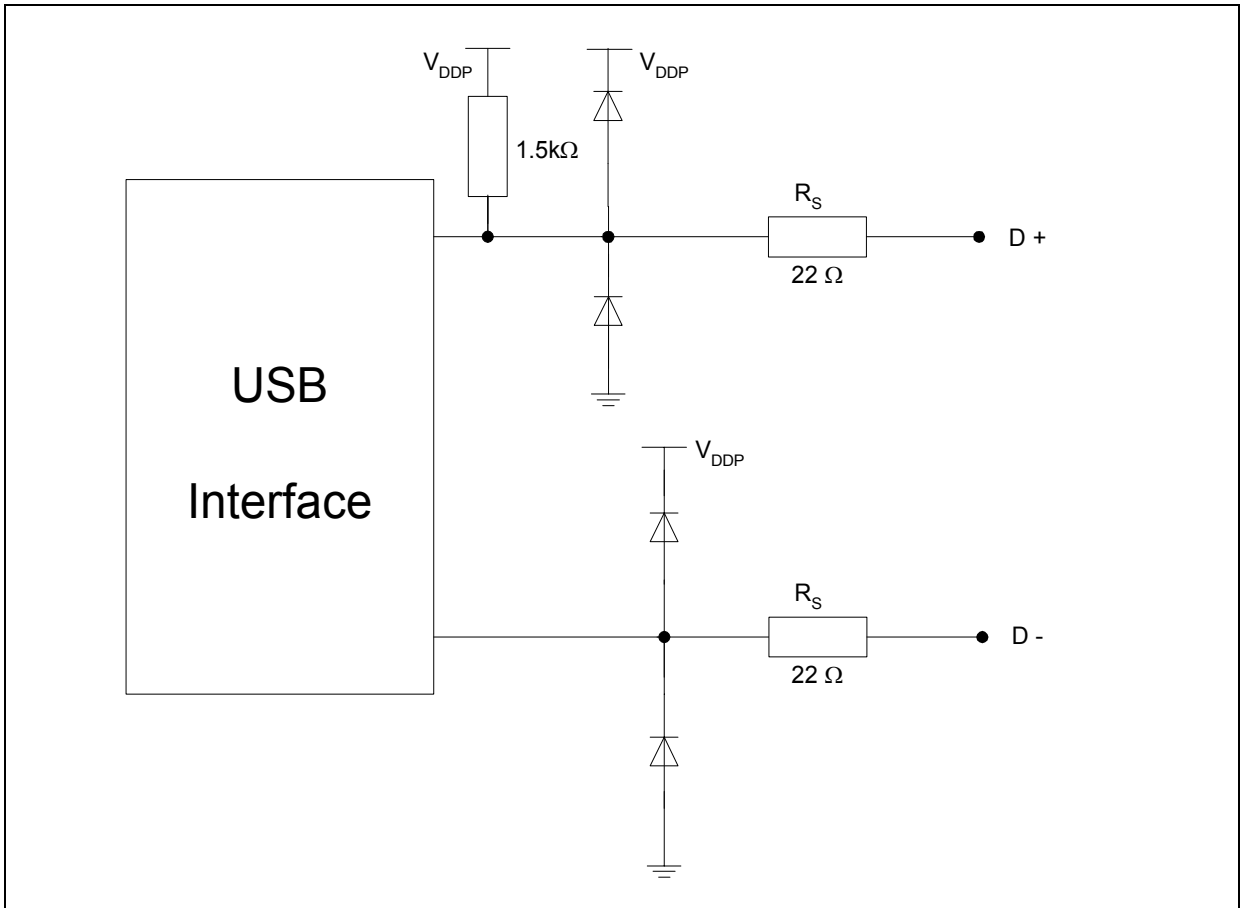 V_DDP
V_DDP
1.5kΩ
R_S
D +
22 Ω
USB
Interface
V_DDP
R_S
D -
22 Ω